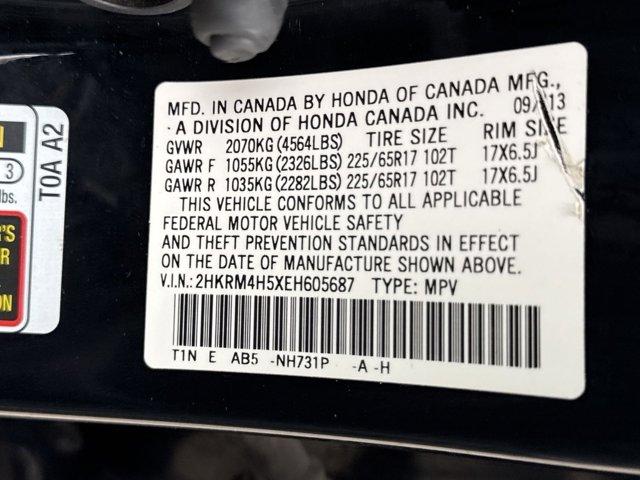 MFD. IN CANADA BY HONDA OF CANADA MFG.,
A DIVISION OF HONDA CANADA INC. 09/13
GVWR 2070KG (4564LBS) TIRE SIZE RIM SIZE
GAWR F 1055KG (2326LBS) 225/65R17 102T 17X6.5J
GAWR R 1035KG (2282LBS) 225/65R17 102T 17X6.5J
THIS VEHICLE CONFORMS TO ALL APPLICABLE
FEDERAL MOTOR VEHICLE SAFETY
AND THEFT PREVENTION STANDARDS IN EFFECT
ON THE DATE OF MANUFACTURE SHOWN ABOVE.
V.I.N.: 2HKRM4H5XEH605687 TYPE: MPV
T1N E AB5 -NH731P -A -H
T0A A2
3
lbs.